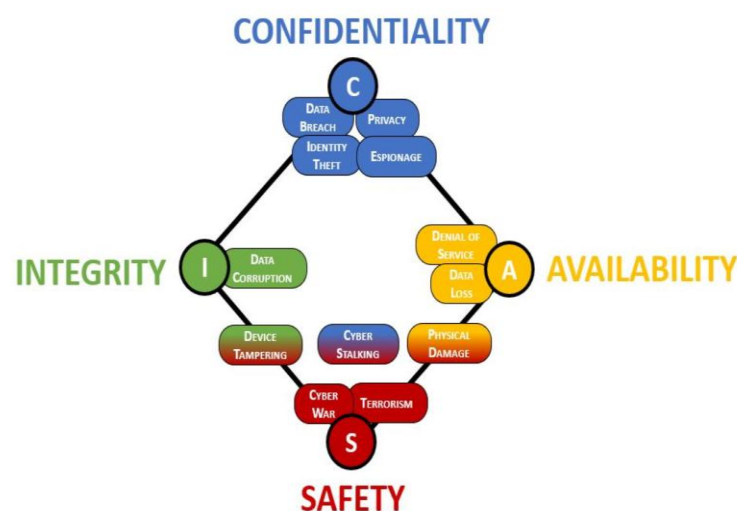 CONFIDENTIALITY
C
DATA
BREACH
PRIVACY
IDENTITY
THEFT
ESPIONAGE
INTEGRITY
I
DATA
CORRUPTION
DENIAL OF
SERVICE
DATA
LOSS
A
AVAILABILITY
DEVICE
TAMPERING
CYBER
STALKING
PHYSICAL
DAMAGE
CYBER
WAR
TERRORISM
S
SAFETY